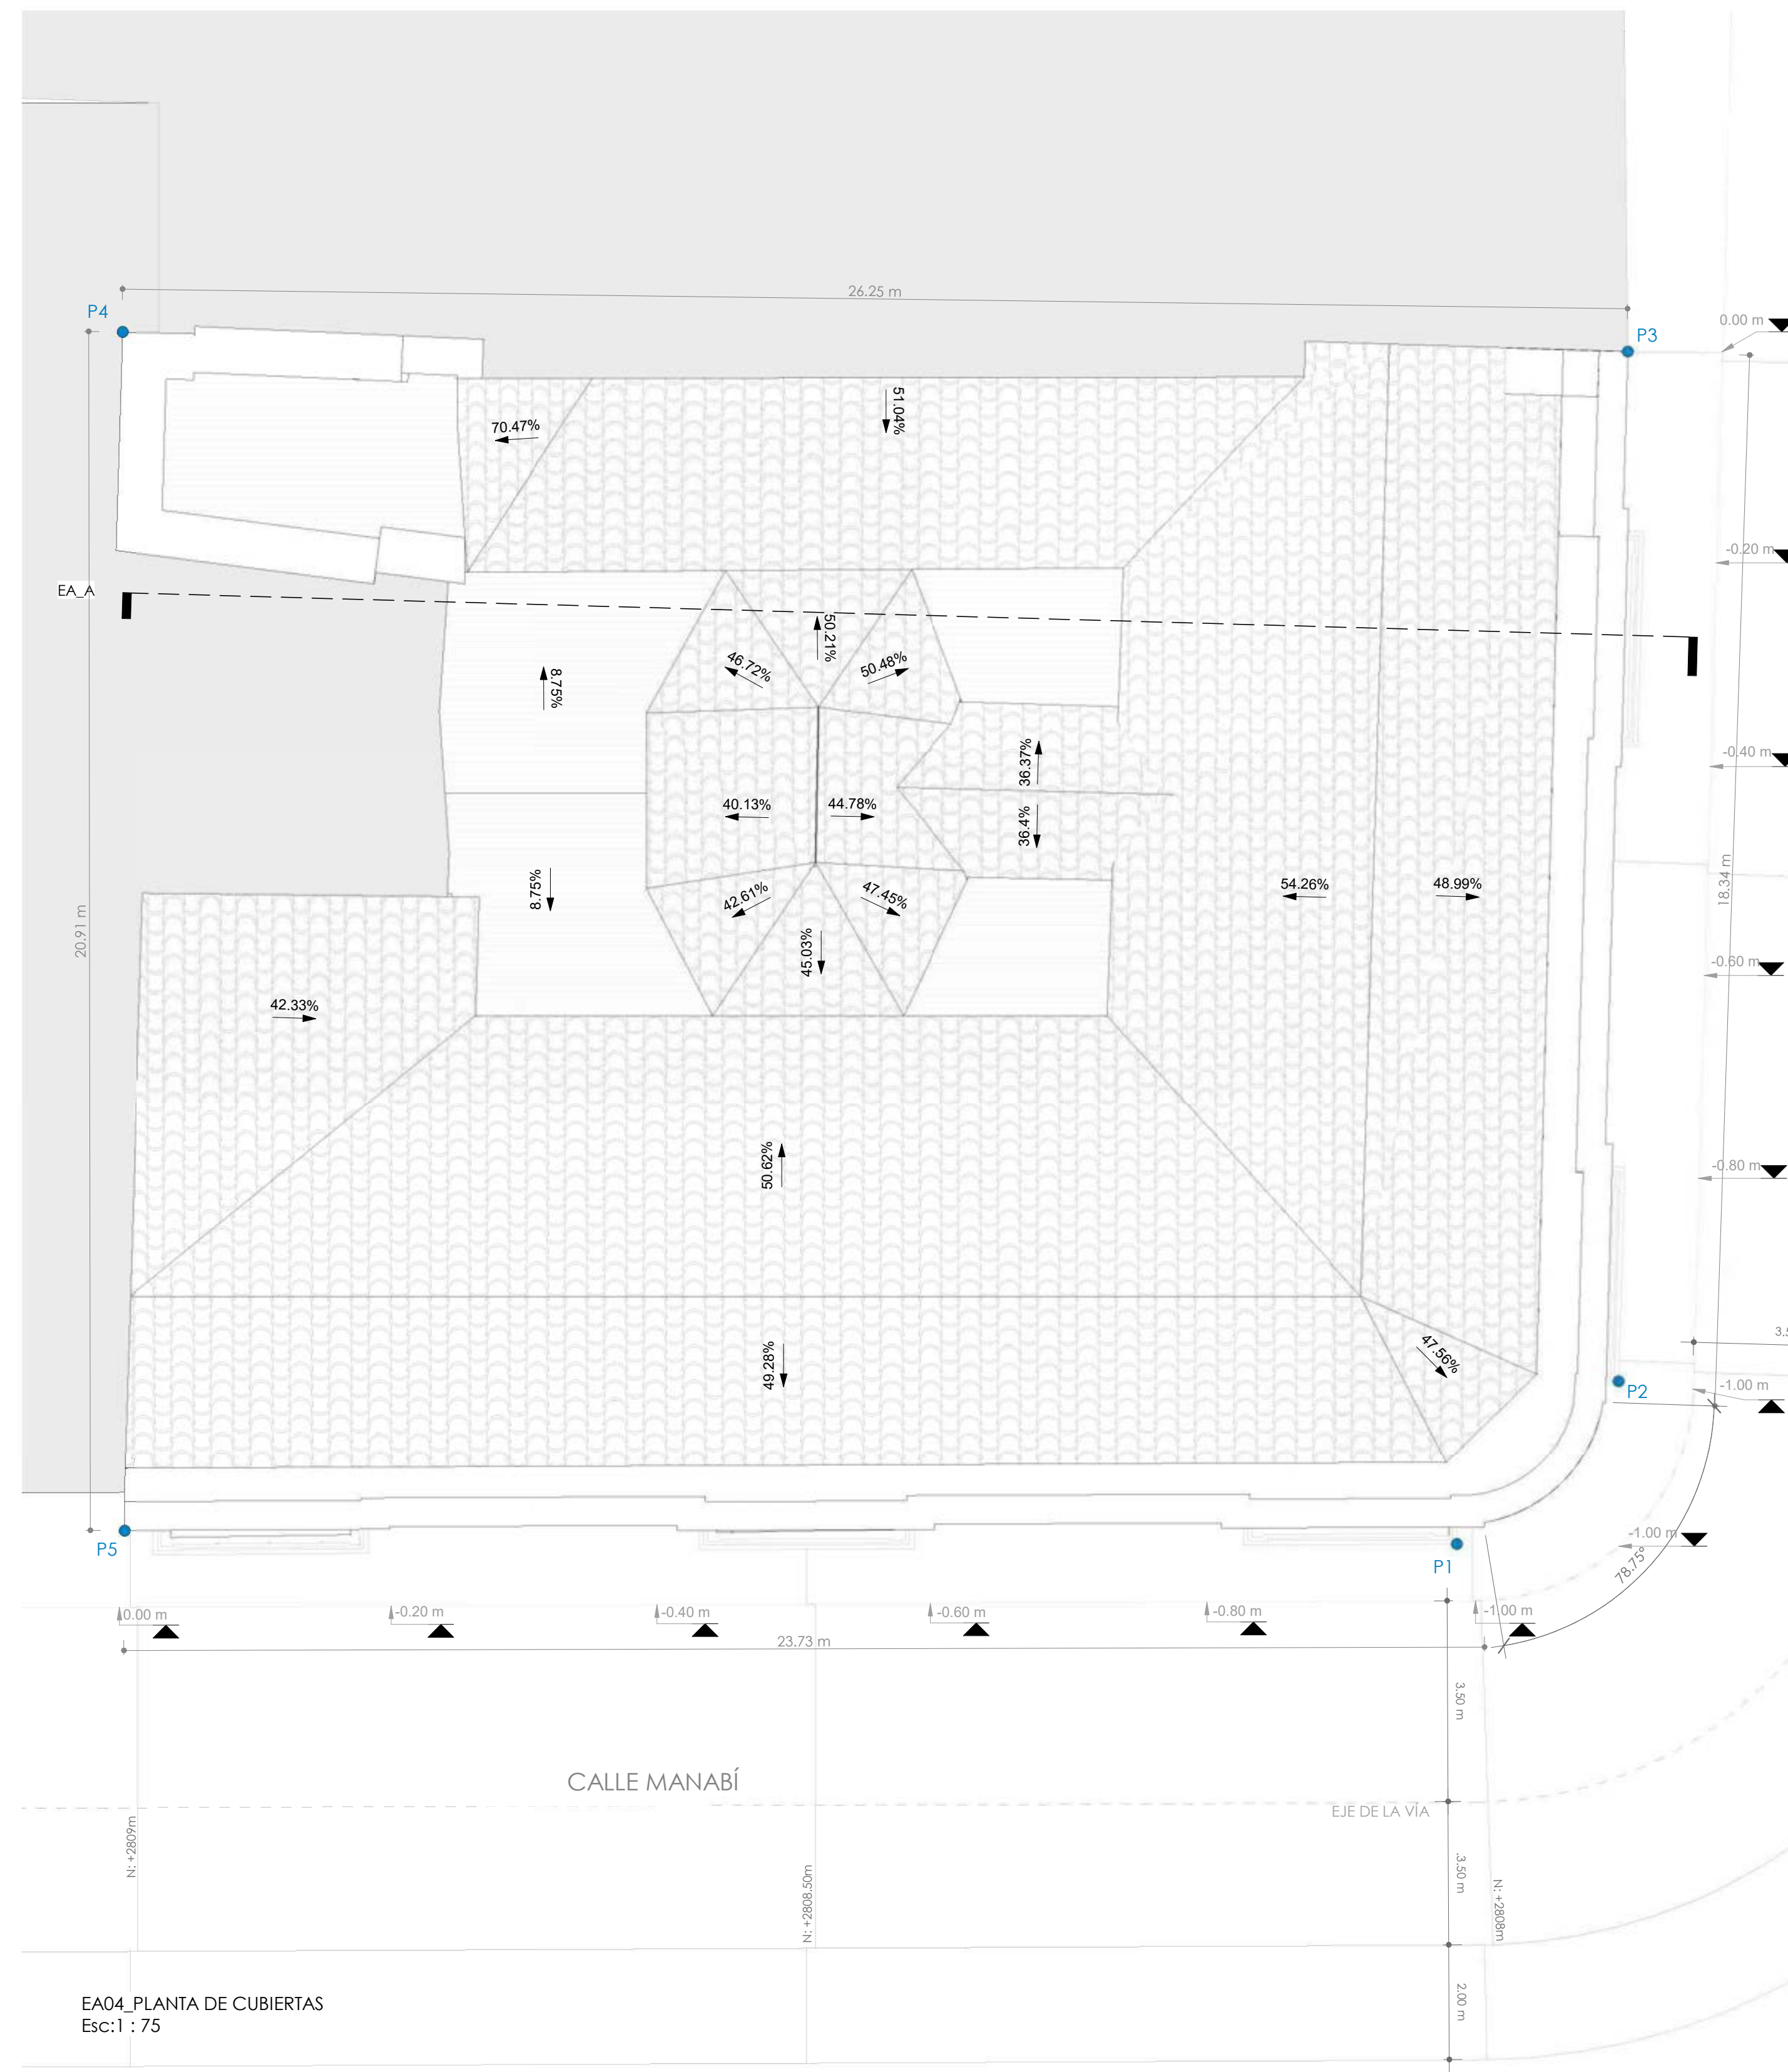 26.25 m
P4
P3
0.00 m
51.04%
70.47%
-0.20 m
EA_A
50.21%
46.72%
50.48%
8.75%
-0.40 m
36.37%
40.13%
44.78%
36.4%
18.34 m
8.75%
42.61%
47.45%
54.26%
48.99%
20.91 m
45.03%
-0.60 m
42.33%
50.62%
-0.80 m
49.28%
47.56%
-1.00 m
P2
P5
P1
-1.00 m
78.75°
0.00 m
-0.20 m
-0.40 m
-0.60 m
-0.80 m
-1.00 m
23.73 m
3.50 m
CALLE MANABÍ
EJE DE LA VÍA
N: +2809m
3.50 m
N: +2808.50m
N: +2808m
2.00 m
EA04_PLANTA DE CUBIERTAS
Esc:1 : 75